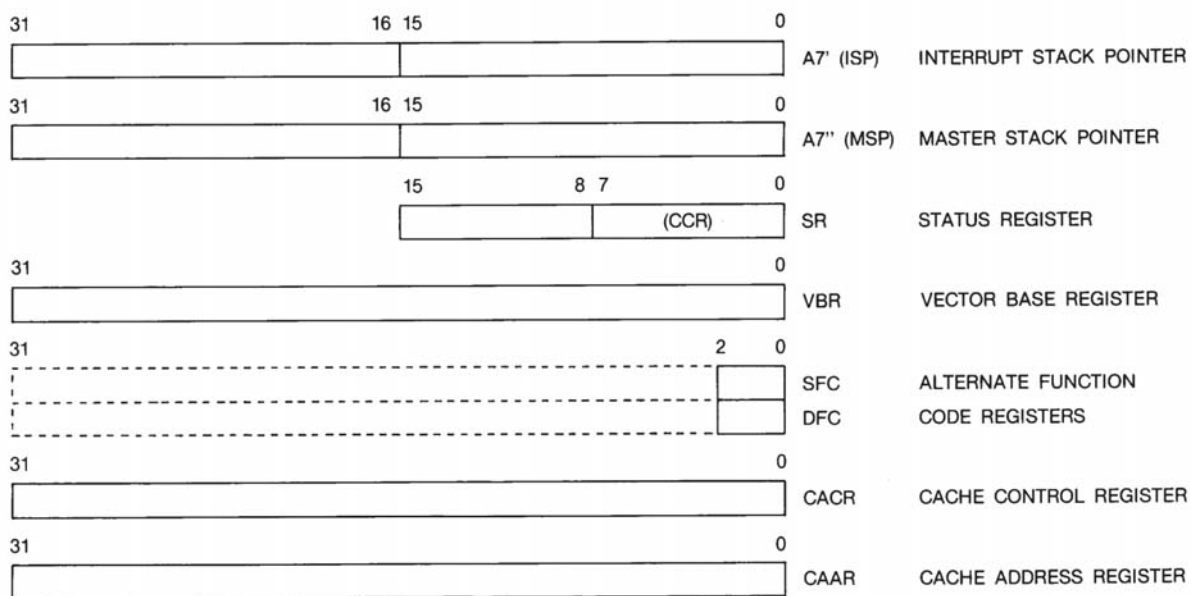 31 16 15 0
A7' (ISP) INTERRUPT STACK POINTER
31 16 15 0
A7'' (MSP) MASTER STACK POINTER
15 8 7 0
(CCR) SR STATUS REGISTER
31 0
VBR VECTOR BASE REGISTER
31 2 0
SFC ALTERNATE FUNCTION
DFC CODE REGISTERS
31 0
CACR CACHE CONTROL REGISTER
31 0
CAAR CACHE ADDRESS REGISTER